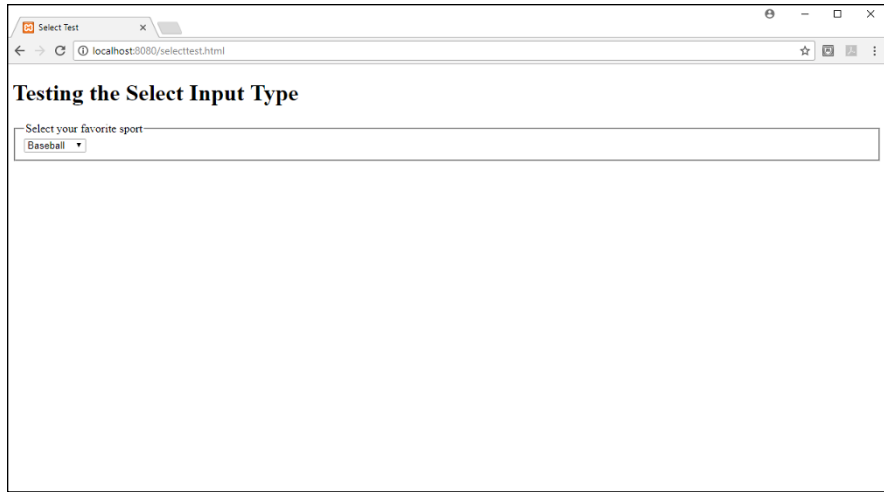 Select Test
localhost:8080/selecttest.html
Testing the Select Input Type
Select your favorite sport
Baseball